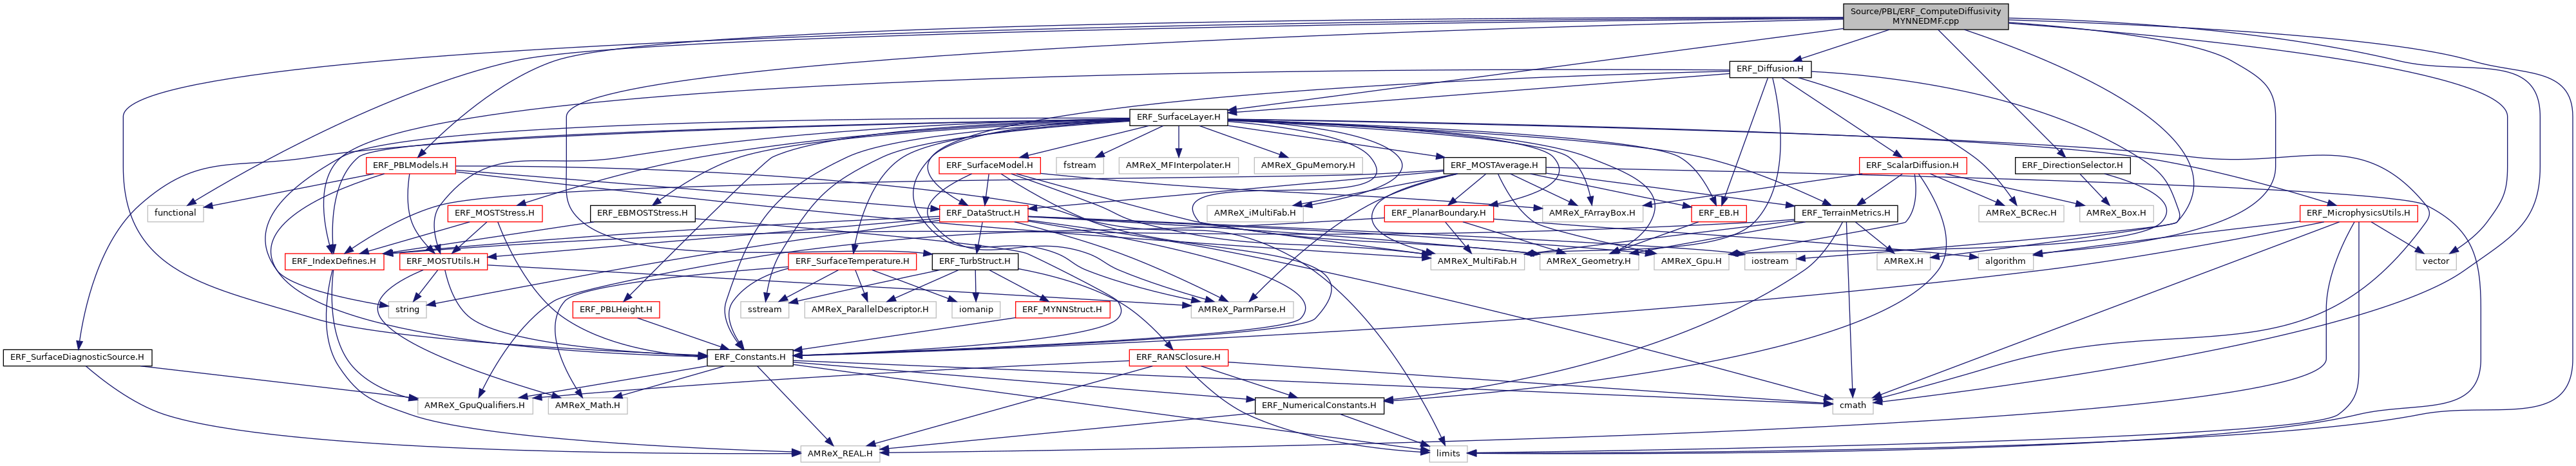 Source/PBL/ERF_ComputeDiffusivity
MYNNEDMF.cpp
ERF_Diffusion.H
ERF_SurfaceLayer.H
ERF_PBLModels.H
ERF_SurfaceModel.H
fstream
AMReX_MFInterpolater.H
AMReX_GpuMemory.H
ERF_MOSTAverage.H
ERF_ScalarDiffusion.H
ERF_DirectionSelector.H
functional
ERF_MOSTStress.H
ERF_EBMOSTStress.H
ERF_DataStruct.H
AMReX_iMultiFab.H
ERF_PlanarBoundary.H
AMReX_FArrayBox.H
ERF_EB.H
ERF_TerrainMetrics.H
AMReX_BCRec.H
AMReX_Box.H
ERF_MicrophysicsUtils.H
ERF_IndexDefines.H
ERF_MOSTUtils.H
ERF_SurfaceTemperature.H
ERF_TurbStruct.H
AMReX_MultiFab.H
AMReX_Geometry.H
AMReX_Gpu.H
iostream
AMReX.H
algorithm
vector
string
ERF_PBLHeight.H
sstream
AMReX_ParallelDescriptor.H
iomanip
ERF_MYNNStruct.H
AMReX_ParmParse.H
ERF_SurfaceDiagnosticSource.H
ERF_Constants.H
ERF_RANSClosure.H
AMReX_GpuQualifiers.H
AMReX_Math.H
ERF_NumericalConstants.H
cmath
AMReX_REAL.H
limits